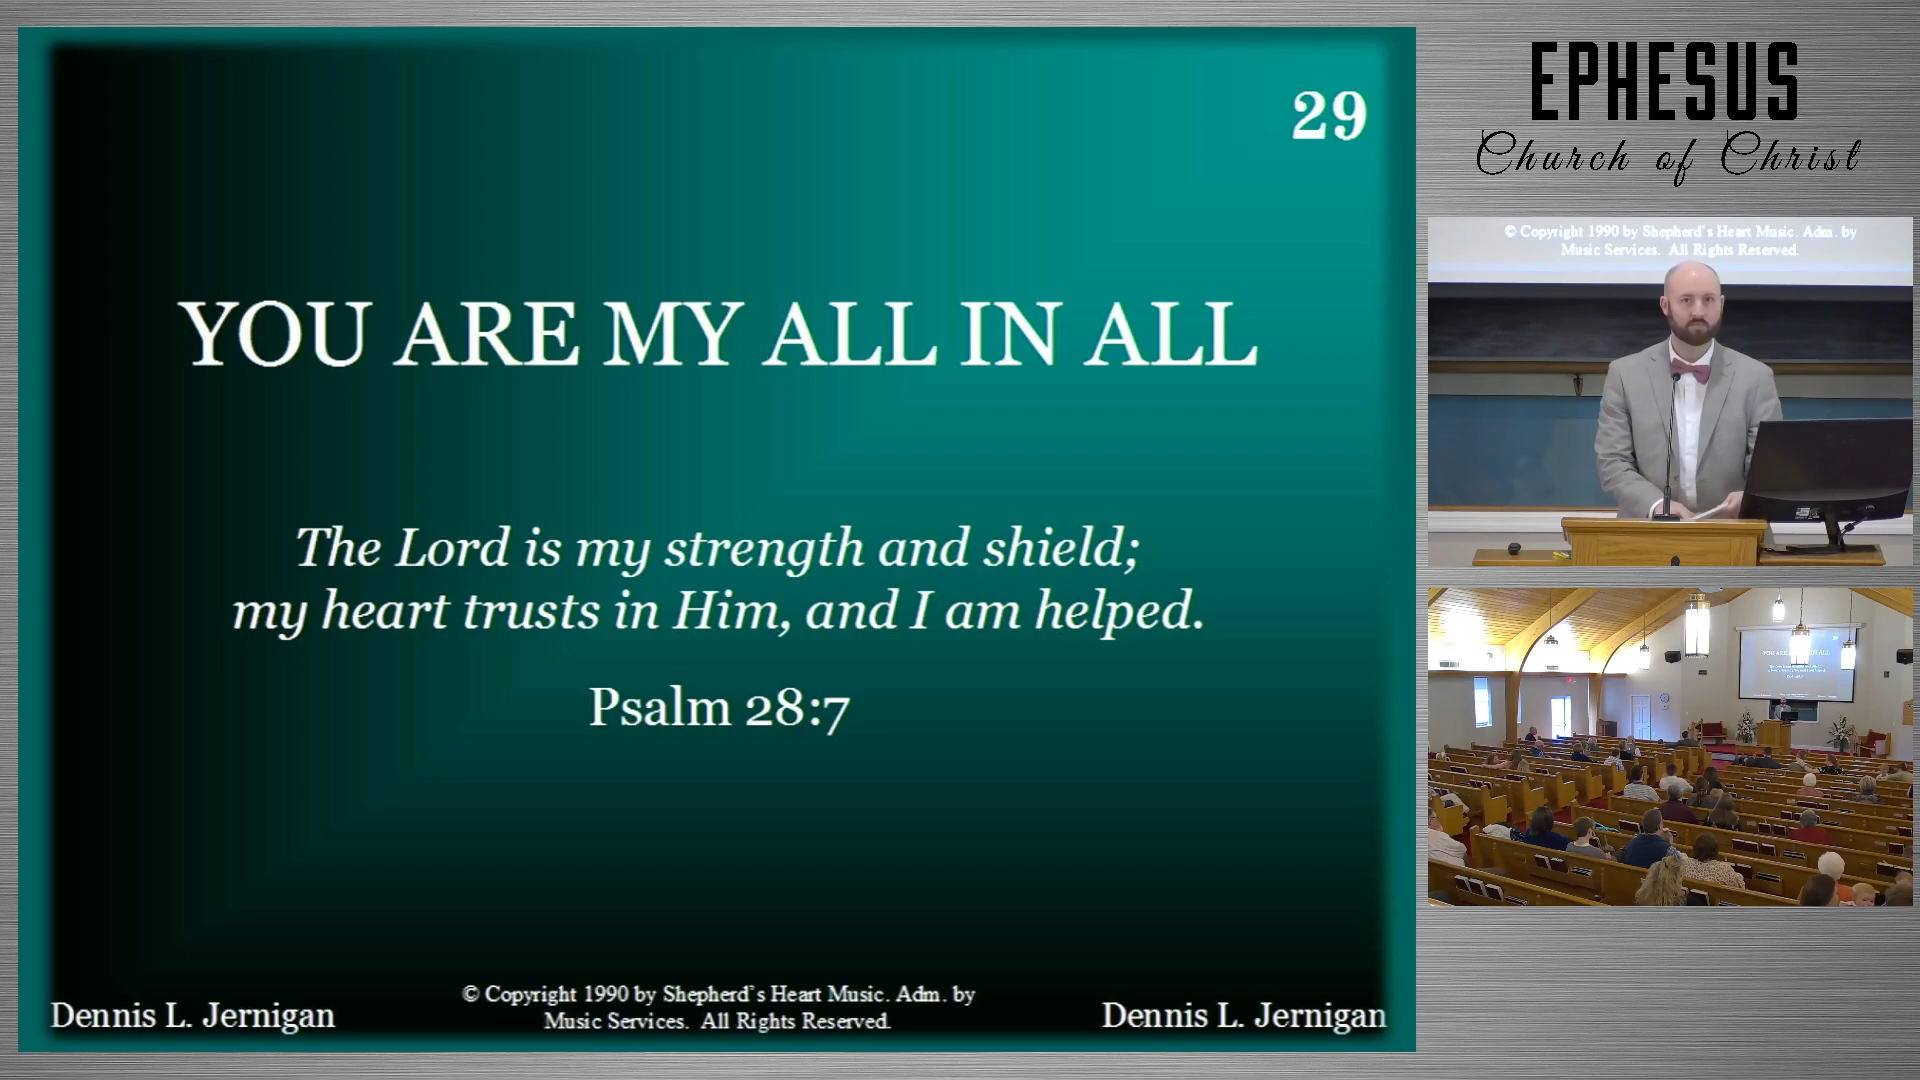 29
YOU ARE MY ALL IN ALL
The Lord is my strength and shield;
my heart trusts in Him, and I am helped.
Psalm 28:7
Dennis L. Jernigan
© Copyright 1990 by Shepherd's Heart Music. Adm. by
Music Services. All Rights Reserved.
Dennis L. Jernigan
EPHESUS
Church of Christ
© Copyright 1990 by Shepherd's Heart Music. Adm. by
Music Services. All Rights Reserved.